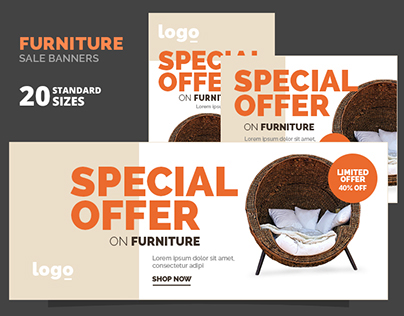 FURNITURE
SALE BANNERS
20 STANDARD
SIZES
logo
SPECIAL
OFFER
ON FURNITURE
SPECIAL
OFFER
ON FURNITURE
SPECIAL
OFFER
ON FURNITURE
LIMITED
OFFER
40% OFF
Lorem ipsum dolor sit amet,
consectetur adipisci
SHOP NOW
logo